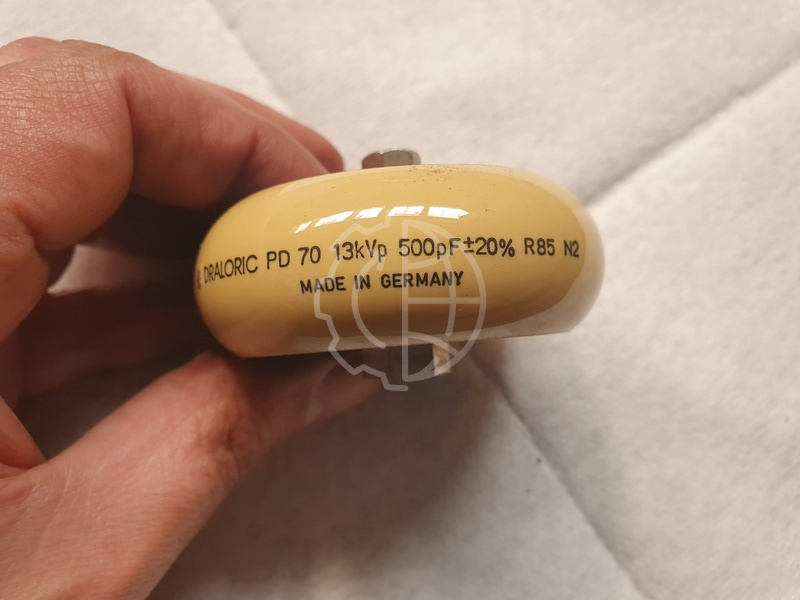 DRALORIC PD 70 13kVp 500pF±20% R85 N2
MADE IN GERMANY